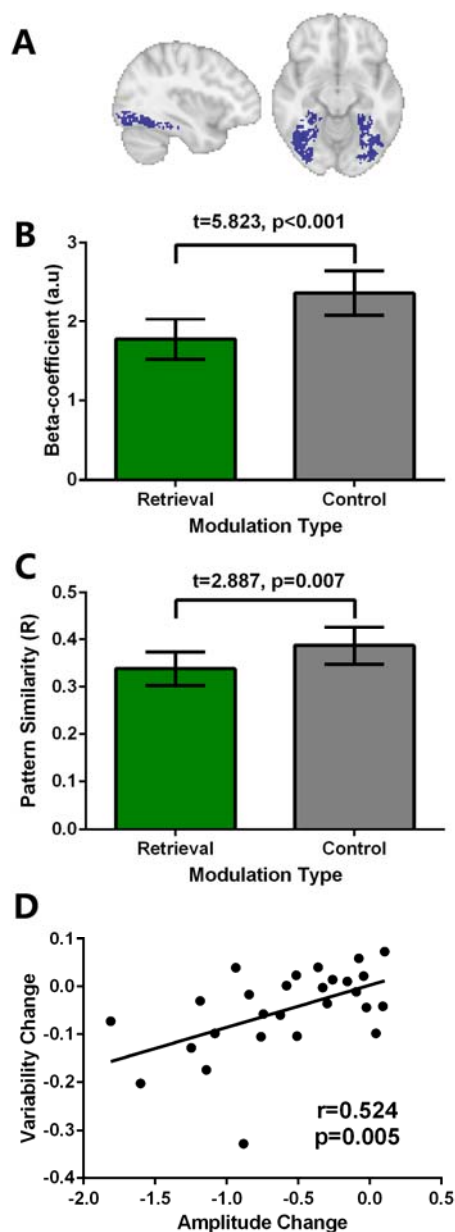 A
B
t=5.823, p<0.001
3
2
1
0
Beta-coefficient (a.u)
Retrieval
Control
Modulation Type
C
t=2.887, p=0.007
0.5
0.4
0.3
0.2
0.1
0.0
Pattern Similarity (R)
Retrieval
Control
Modulation Type
D
0.1
0.0
-0.1
-0.2
-0.3
-0.4
Variability Change
r=0.524
p=0.005
-2.0
-1.5
-1.0
-0.5
0.0
0.5
Amplitude Change